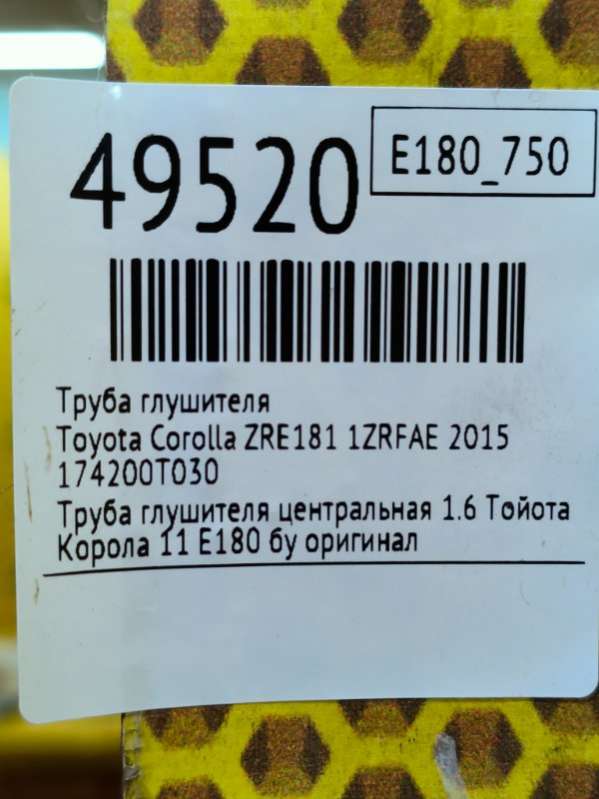 49520
E180_750
Труба глушителя
Toyota Corolla ZRE181 1ZRFAE 2015
174200T030
Труба глушителя центральная 1.6 Тойота
Корола 11 Е180 бу оригинал